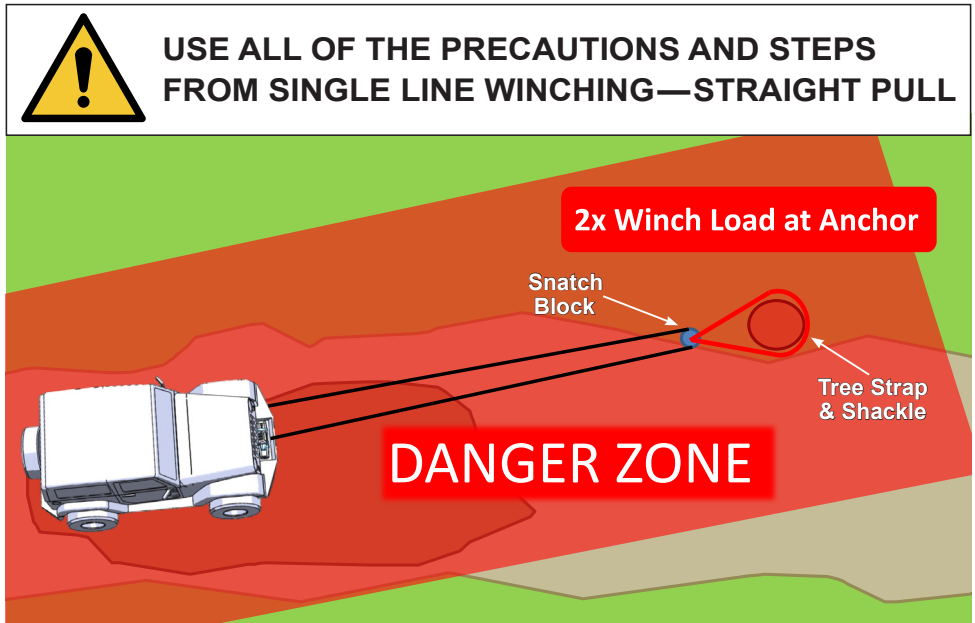 USE ALL OF THE PRECAUTIONS AND STEPS
FROM SINGLE LINE WINCHING—STRAIGHT PULL
2x Winch Load at Anchor
Snatch
Block
Tree Strap
& Shackle
DANGER ZONE